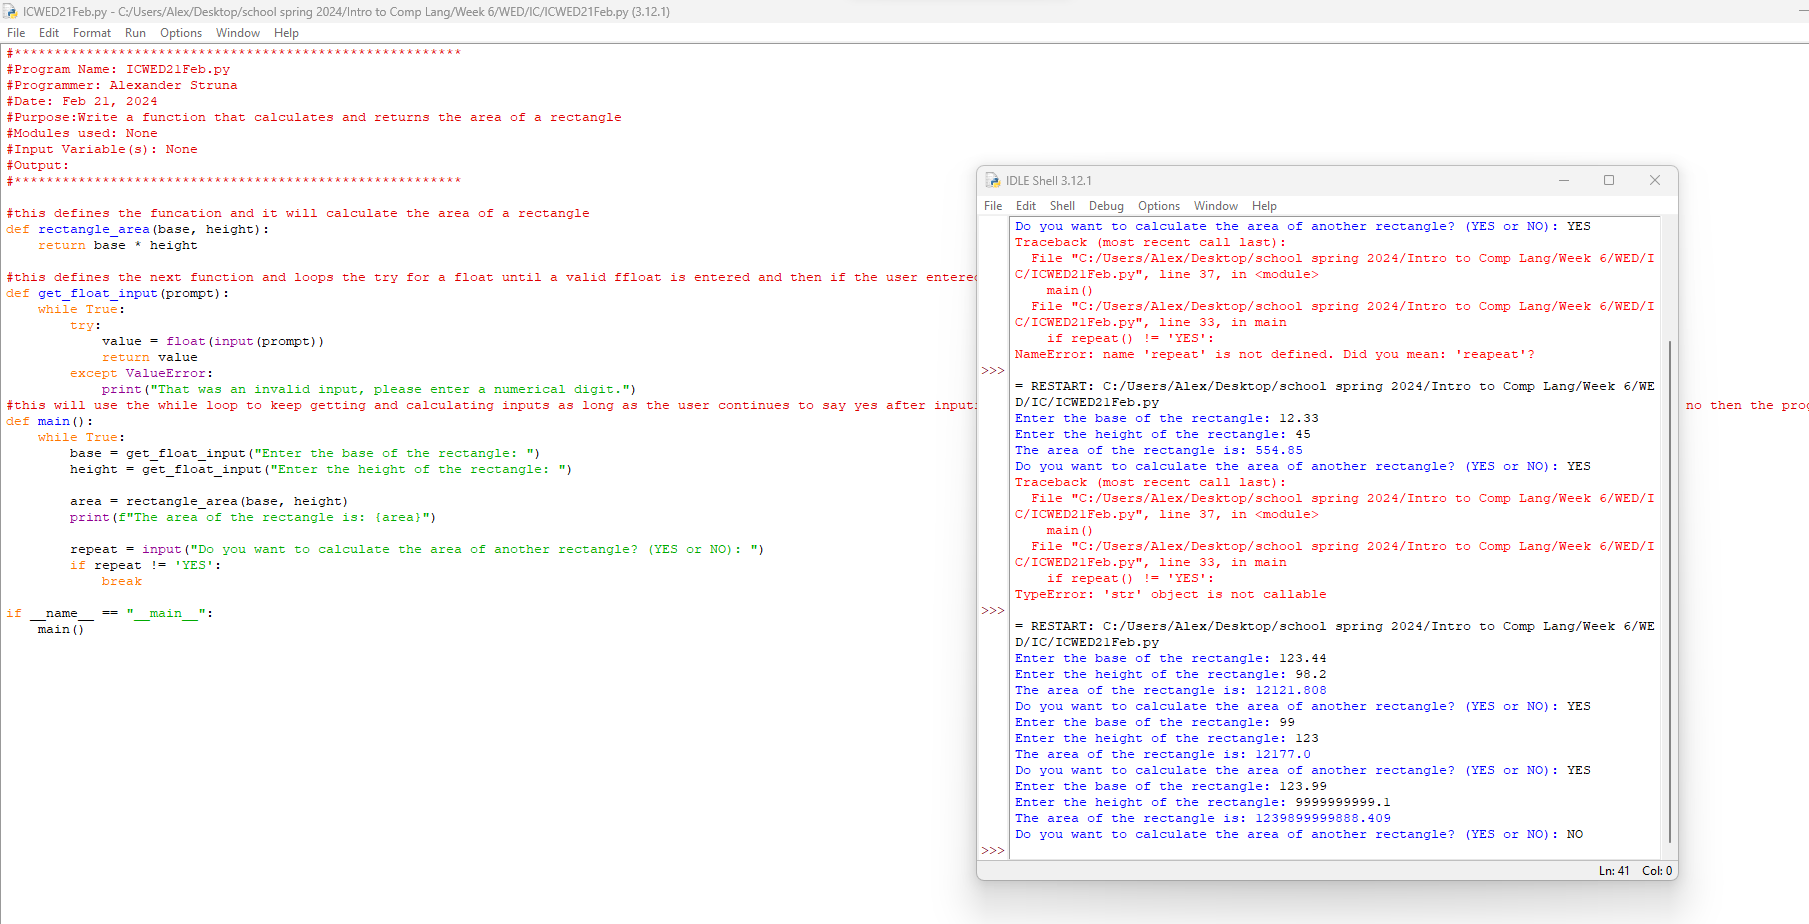 ICWED21Feb.py - C:/Users/Alex/Desktop/school spring 2024/Intro to Comp Lang/Week 6/WED/IC/ICWED21Feb.py (3.12.1)
File Edit Format Run Options Window Help
#********************************************************
#Program Name: ICWED21Feb.py
#Programmer: Alexander Struna
#Date: Feb 21, 2024
#Purpose:Write a function that calculates and returns the area of a rectangle
#Modules used: None
#Input Variable(s): None
#Output:
#********************************************************
#this defines the funcation and it will calculate the area of a rectangle
def rectangle_area(base, height):
    return base * height
#this defines the next function and loops the try for a float until a valid ffloat is entered and then if the user entered
def get_float_input(prompt):
    while True:
        try:
            value = float(input(prompt))
            return value
        except ValueError:
            print("That was an invalid input, please enter a numerical digit.")
#this will use the while loop to keep getting and calculating inputs as long as the user continues to say yes after input no then the prog
def main():
    while True:
        base = get_float_input("Enter the base of the rectangle: ")
        height = get_float_input("Enter the height of the rectangle: ")
        area = rectangle_area(base, height)
        print(f"The area of the rectangle is: {area}")
        repeat = input("Do you want to calculate the area of another rectangle? (YES or NO): ")
        if repeat != 'YES':
            break
if __name__ == "__main__":
    main()
IDLE Shell 3.12.1
File Edit Shell Debug Options Window Help
Do you want to calculate the area of another rectangle? (YES or NO): YES
Traceback (most recent call last):
  File "C:/Users/Alex/Desktop/school spring 2024/Intro to Comp Lang/Week 6/WED/I
C/ICWED21Feb.py", line 37, in <module>
    main()
  File "C:/Users/Alex/Desktop/school spring 2024/Intro to Comp Lang/Week 6/WED/I
C/ICWED21Feb.py", line 33, in main
    if repeat() != 'YES':
NameError: name 'repeat' is not defined. Did you mean: 'reapeat'?
>>>
= RESTART: C:/Users/Alex/Desktop/school spring 2024/Intro to Comp Lang/Week 6/WE
D/IC/ICWED21Feb.py
Enter the base of the rectangle: 12.33
Enter the height of the rectangle: 45
The area of the rectangle is: 554.85
Do you want to calculate the area of another rectangle? (YES or NO): YES
Traceback (most recent call last):
  File "C:/Users/Alex/Desktop/school spring 2024/Intro to Comp Lang/Week 6/WED/I
C/ICWED21Feb.py", line 37, in <module>
    main()
  File "C:/Users/Alex/Desktop/school spring 2024/Intro to Comp Lang/Week 6/WED/I
C/ICWED21Feb.py", line 33, in main
    if repeat() != 'YES':
TypeError: 'str' object is not callable
>>>
= RESTART: C:/Users/Alex/Desktop/school spring 2024/Intro to Comp Lang/Week 6/WE
D/IC/ICWED21Feb.py
Enter the base of the rectangle: 123.44
Enter the height of the rectangle: 98.2
The area of the rectangle is: 12121.808
Do you want to calculate the area of another rectangle? (YES or NO): YES
Enter the base of the rectangle: 99
Enter the height of the rectangle: 123
The area of the rectangle is: 12177.0
Do you want to calculate the area of another rectangle? (YES or NO): YES
Enter the base of the rectangle: 123.99
Enter the height of the rectangle: 9999999999.1
The area of the rectangle is: 1239899999888.409
Do you want to calculate the area of another rectangle? (YES or NO): NO
>>>
Ln: 41 Col: 0